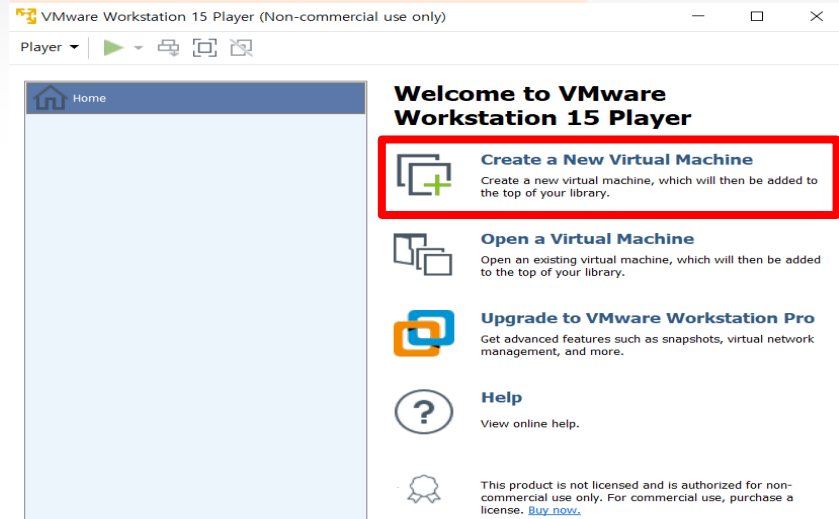 VMware Workstation 15 Player (Non-commercial use only)
Player
Home
Welcome to VMware
Workstation 15 Player
Create a New Virtual Machine
Create a new virtual machine, which will then be added to
the top of your library.
Open a Virtual Machine
Open an existing virtual machine, which will then be added
to the top of your library.
Upgrade to VMware Workstation Pro
Get advanced features such as snapshots, virtual network
management, and more.
Help
View online help.
This product is not licensed and is authorized for non-
commercial use only. For commercial use, purchase a
license. Buy now.